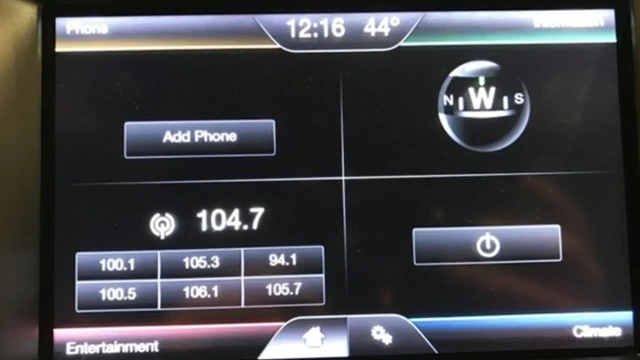 Phone 12:16 44° Information
Add Phone
N W S
104.7
100.1 105.3 94.1
100.5 106.1 105.7
Entertainment Climate